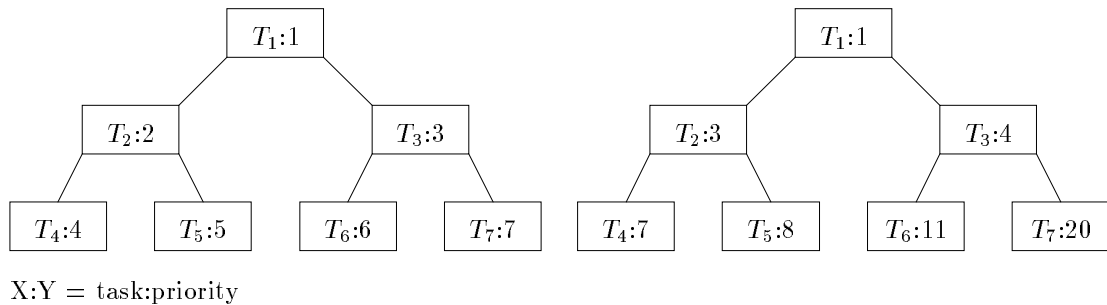 T₁:1 T₁:1
T₂:2 T₃:3 T₂:3 T₃:4
T₄:4 T₅:5 T₆:6 T₇:7 T₄:7 T₅:8 T₆:11 T₇:20
X:Y = task:priority